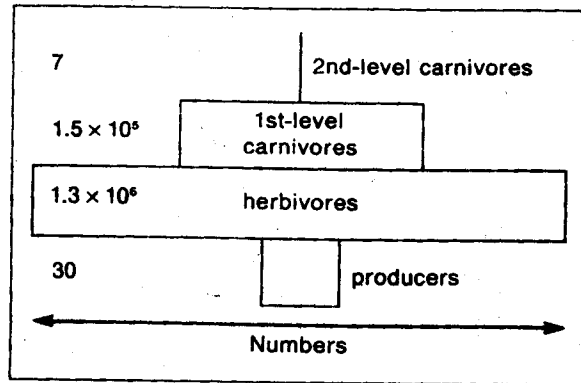 7
2nd-level carnivores
1.5 × 10⁵
1st-level
carnivores
1.3 × 10⁶
herbivores
30
producers
Numbers